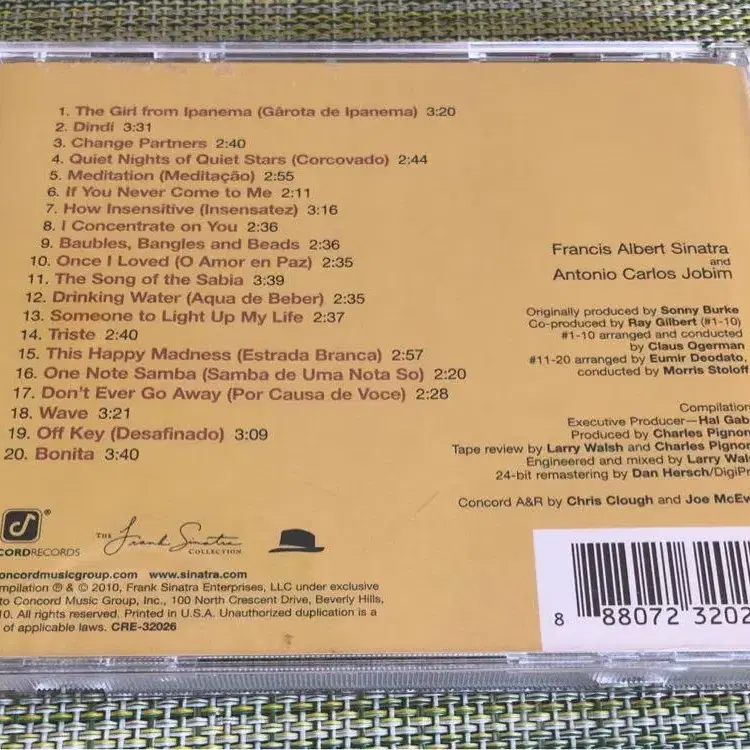 1. The Girl from Ipanema (Gârota de Ipanema) 3:20
2. Dindi 3:31
3. Change Partners 2:40
4. Quiet Nights of Quiet Stars (Corcovado) 2:44
5. Meditation (Meditação) 2:55
6. If You Never Come to Me 2:11
7. How Insensitive (Insensatez) 3:16
8. I Concentrate on You 2:36
9. Baubles, Bangles and Beads 2:36
10. Once I Loved (O Amor en Paz) 2:35
11. The Song of the Sabia 3:39
12. Drinking Water (Aqua de Beber) 2:35
13. Someone to Light Up My Life 2:37
14. Triste 2:40
15. This Happy Madness (Estrada Branca) 2:57
16. One Note Samba (Samba de Uma Nota So) 2:20
17. Don't Ever Go Away (Por Causa de Voce) 2:28
18. Wave 3:21
19. Off Key (Desafinado) 3:09
20. Bonita 3:40
Francis Albert Sinatra
and
Antonio Carlos Jobim
Originally produced by Sonny Burke
Co-produced by Ray Gilbert (#1-10)
#1-10 arranged and conducted
by Claus Ogerman
#11-20 arranged by Eumir Deodato,
conducted by Morris Stoloff
Compilation
Executive Producer—Hal Gab
Produced by Charles Pignon
Tape review by Larry Walsh and Charles Pignon
Engineered and mixed by Larry Wals
24-bit remastering by Dan Hersch/DigiPr
Concord A&R by Chris Clough and Joe McEw
CORDRECORDS
THE Frank Sinatra COLLECTION
oncordmusicgroup.com www.sinatra.com
mpilation ℗ & © 2010, Frank Sinatra Enterprises, LLC under exclusive
to Concord Music Group, Inc., 100 North Crescent Drive, Beverly Hills,
10. All rights reserved. Printed in U.S.A. Unauthorized duplication is a
of applicable laws. CRE-32026
8 88072 3202